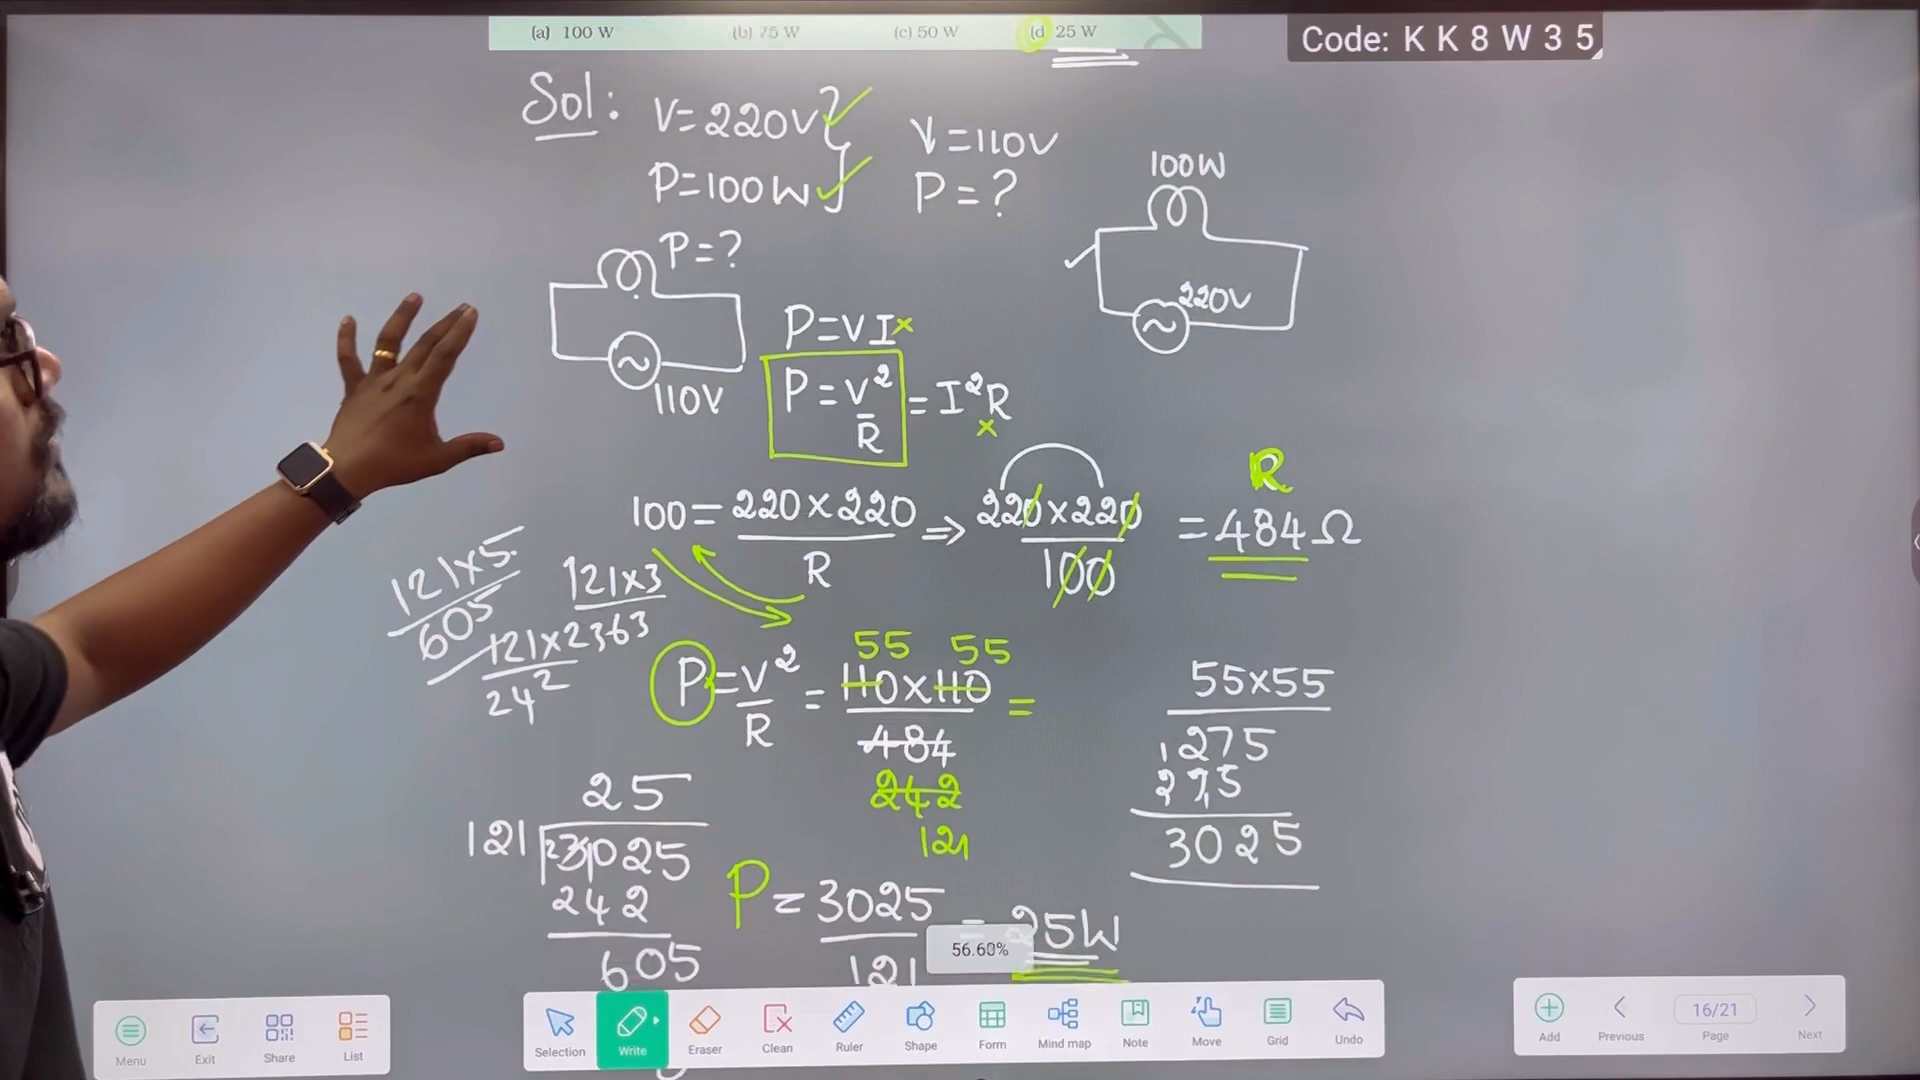 (a) 100 W (b) 75 W (c) 50 W (d 25 W
Code: K K 8 W 3 5
Sol: V=220V
P=100W
V=110V
P=?
100W
220V
P=?
110V
P=VI×
P=V²/R = I²R
×
100=220×220/R ⇒ 220×220/100 = 484Ω
R
121×5
605
121×3
363
121×2
242
P=V²/R = 110×110/484 =
55 55
242
121
55×55
1275
275
3025
25
121 3025
242
605
P=3025/121 = 25W
56.60%
Menu Exit Share List
Selection Write Eraser Clean Ruler Shape Form Mind map Note Move Grid Undo
Add Previous 16/21 Page Next